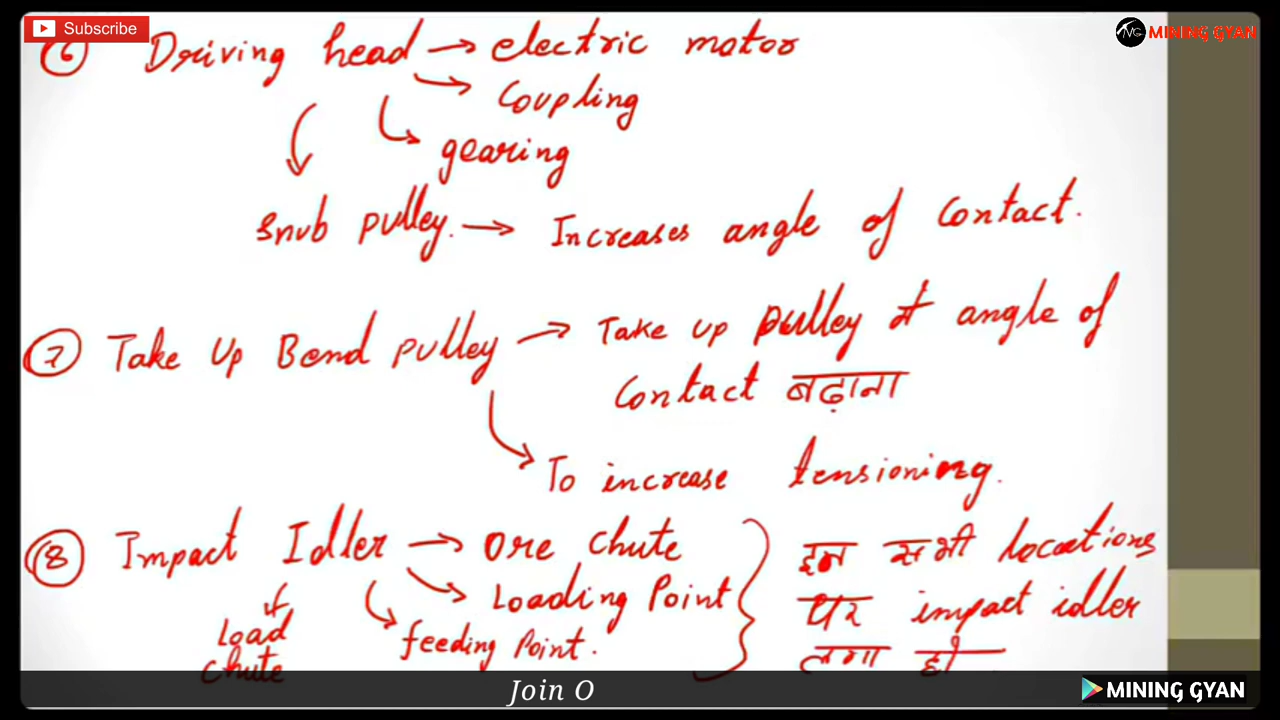 Subscribe
MINING GYAN
6 Driving head → electric motor
→ Coupling
→ gearing
Snub pulley. → Increases angle of contact.
7 Take Up Bend pulley → Take up pulley में angle of
contact बढ़ाना
→ To increase tensioning.
8 Impact Idler → Ore chute
→ Loading Point
→ feeding Point.
Load
chute
इन सभी locations
पर impact idler
लगा हो
Join O
MINING GYAN